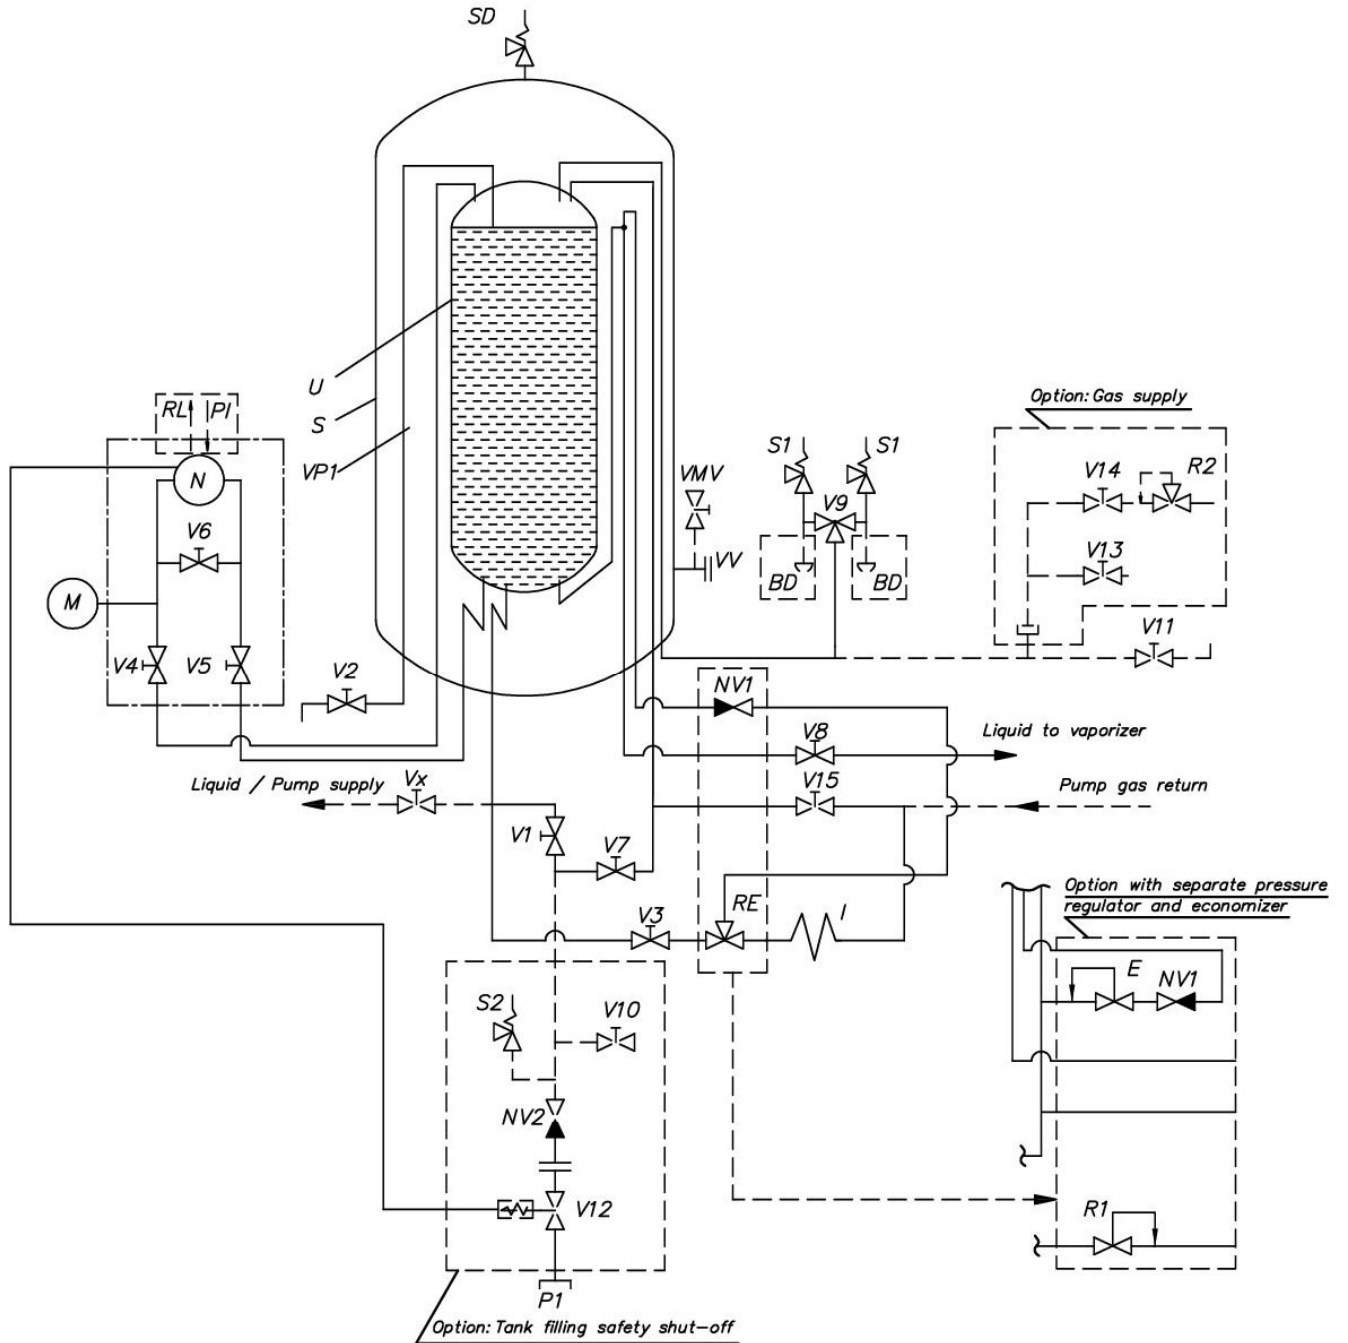 SD
U
S
VP1
RL
PI
N
V6
M
V4
V5
V2
Option: Gas supply
S1
S1
V9
VMV
VV
BD
BD
V14
R2
V13
V11
NV1
V8
Liquid to vaporizer
Liquid / Pump supply
Vx
V15
Pump gas return
V1
V7
V3
RE
I
Option with separate pressure
regulator and economizer
E
NV1
S2
V10
NV2
V12
R1
P1
Option: Tank filling safety shut-off